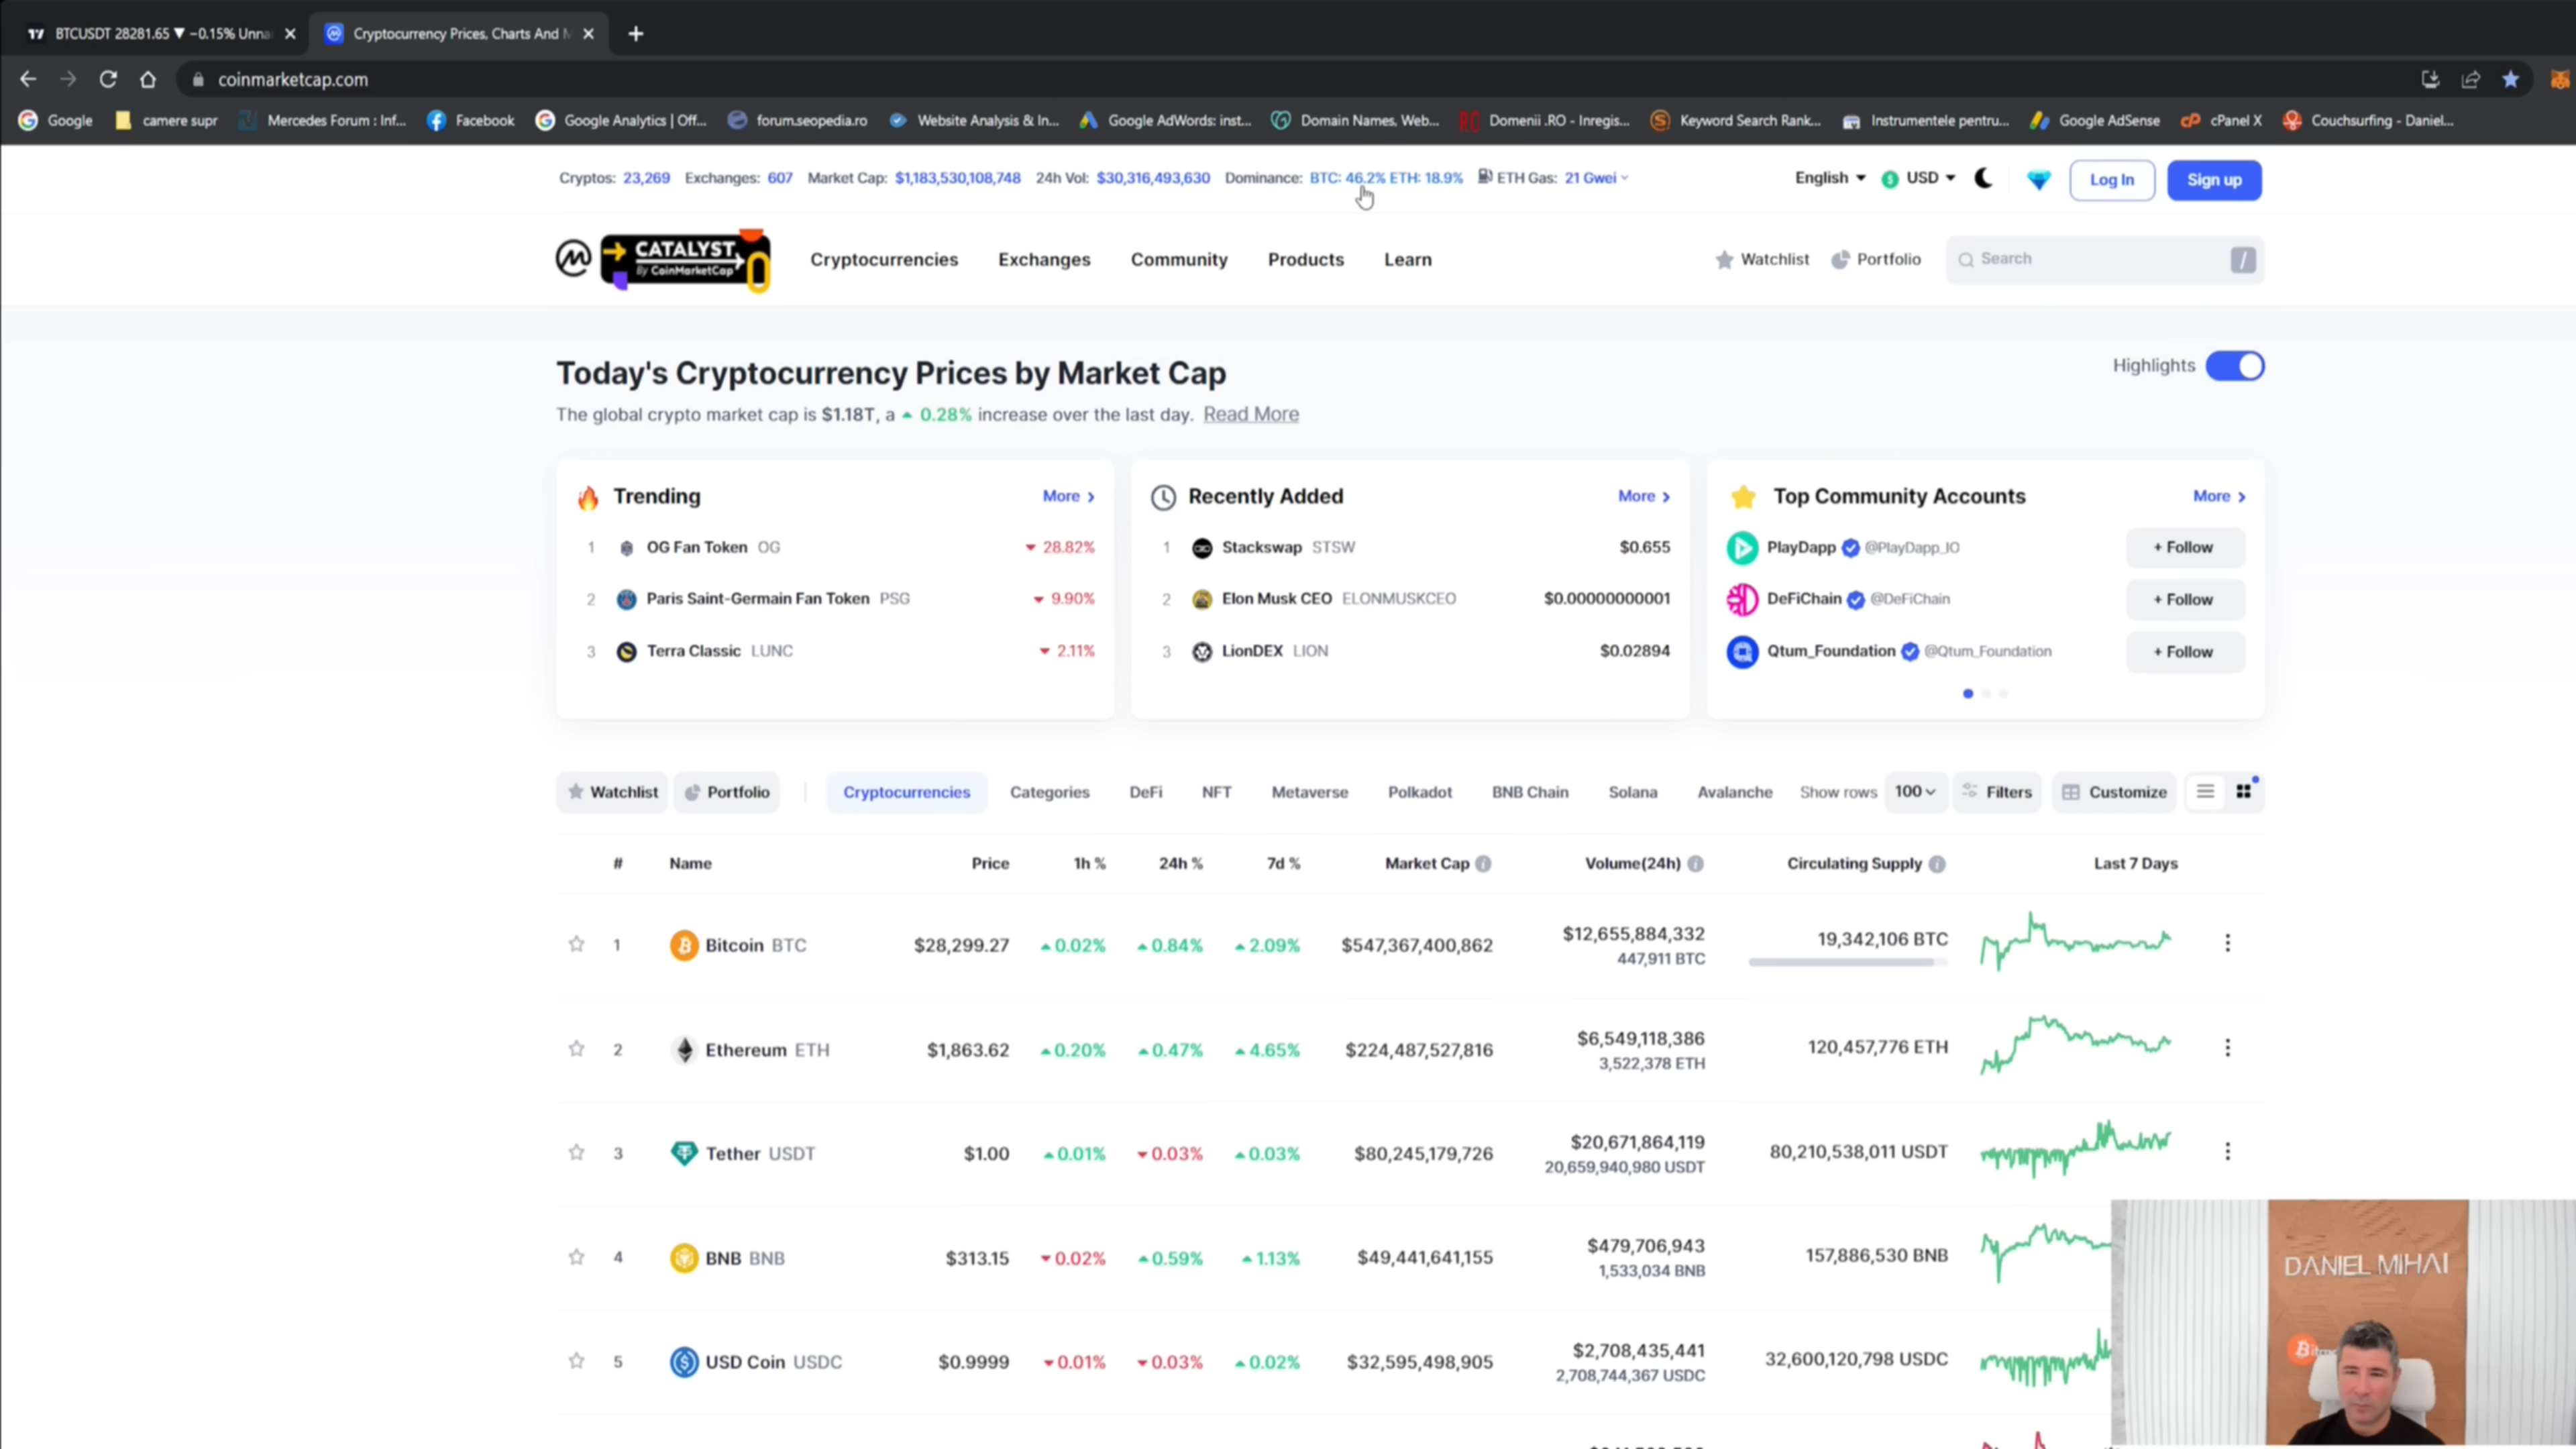 BTCUSDT 28281.65 ▼ −0.15% Unna
Cryptocurrency Prices, Charts And M
coinmarketcap.com
Google
camere supr
Mercedes Forum : Inf...
Facebook
Google Analytics | Off...
forum.seopedia.ro
Website Analysis & In...
Google AdWords: inst...
Domain Names, Web...
Domenii .RO - Inregis...
Keyword Search Rank...
Instrumentele pentru...
Google AdSense
cPanel X
Couchsurfing - Daniel...
Cryptos: 23,269 Exchanges: 607 Market Cap: $1,183,530,108,748 24h Vol: $30,316,493,630 Dominance: BTC: 46.2% ETH: 18.9% ETH Gas: 21 Gwei
English USD Log In Sign up
CATALYST
By CoinMarketCap
Cryptocurrencies Exchanges Community Products Learn
Watchlist Portfolio Search /
Today's Cryptocurrency Prices by Market Cap
Highlights
The global crypto market cap is $1.18T, a 0.28% increase over the last day. Read More
Trending More
1 OG Fan Token OG 28.82%
2 Paris Saint-Germain Fan Token PSG 9.90%
3 Terra Classic LUNC 2.11%
Recently Added More
1 Stackswap STSW $0.655
2 Elon Musk CEO ELONMUSKCEO $0.00000000001
3 LionDEX LION $0.02894
Top Community Accounts More
PlayDapp @PlayDapp_IO + Follow
DeFiChain @DeFiChain + Follow
Qtum_Foundation @Qtum_Foundation + Follow
Watchlist Portfolio Cryptocurrencies Categories DeFi NFT Metaverse Polkadot BNB Chain Solana Avalanche Show rows 100 Filters Customize
# Name Price 1h % 24h % 7d % Market Cap Volume(24h) Circulating Supply Last 7 Days
1 Bitcoin BTC $28,299.27 0.02% 0.84% 2.09% $547,367,400,862 $12,655,884,332 19,342,106 BTC
447,911 BTC
2 Ethereum ETH $1,863.62 0.20% 0.47% 4.65% $224,487,527,816 $6,549,118,386 120,457,776 ETH
3,522,378 ETH
3 Tether USDT $1.00 0.01% 0.03% 0.03% $80,245,179,726 $20,671,864,119 80,210,538,011 USDT
20,659,940,980 USDT
4 BNB BNB $313.15 0.02% 0.59% 1.13% $49,441,641,155 $479,706,943 157,886,530 BNB
1,533,034 BNB
5 USD Coin USDC $0.9999 0.01% 0.03% 0.02% $32,595,498,905 $2,708,435,441 32,600,120,798 USDC
2,708,744,367 USDC
DANIEL MIHAI